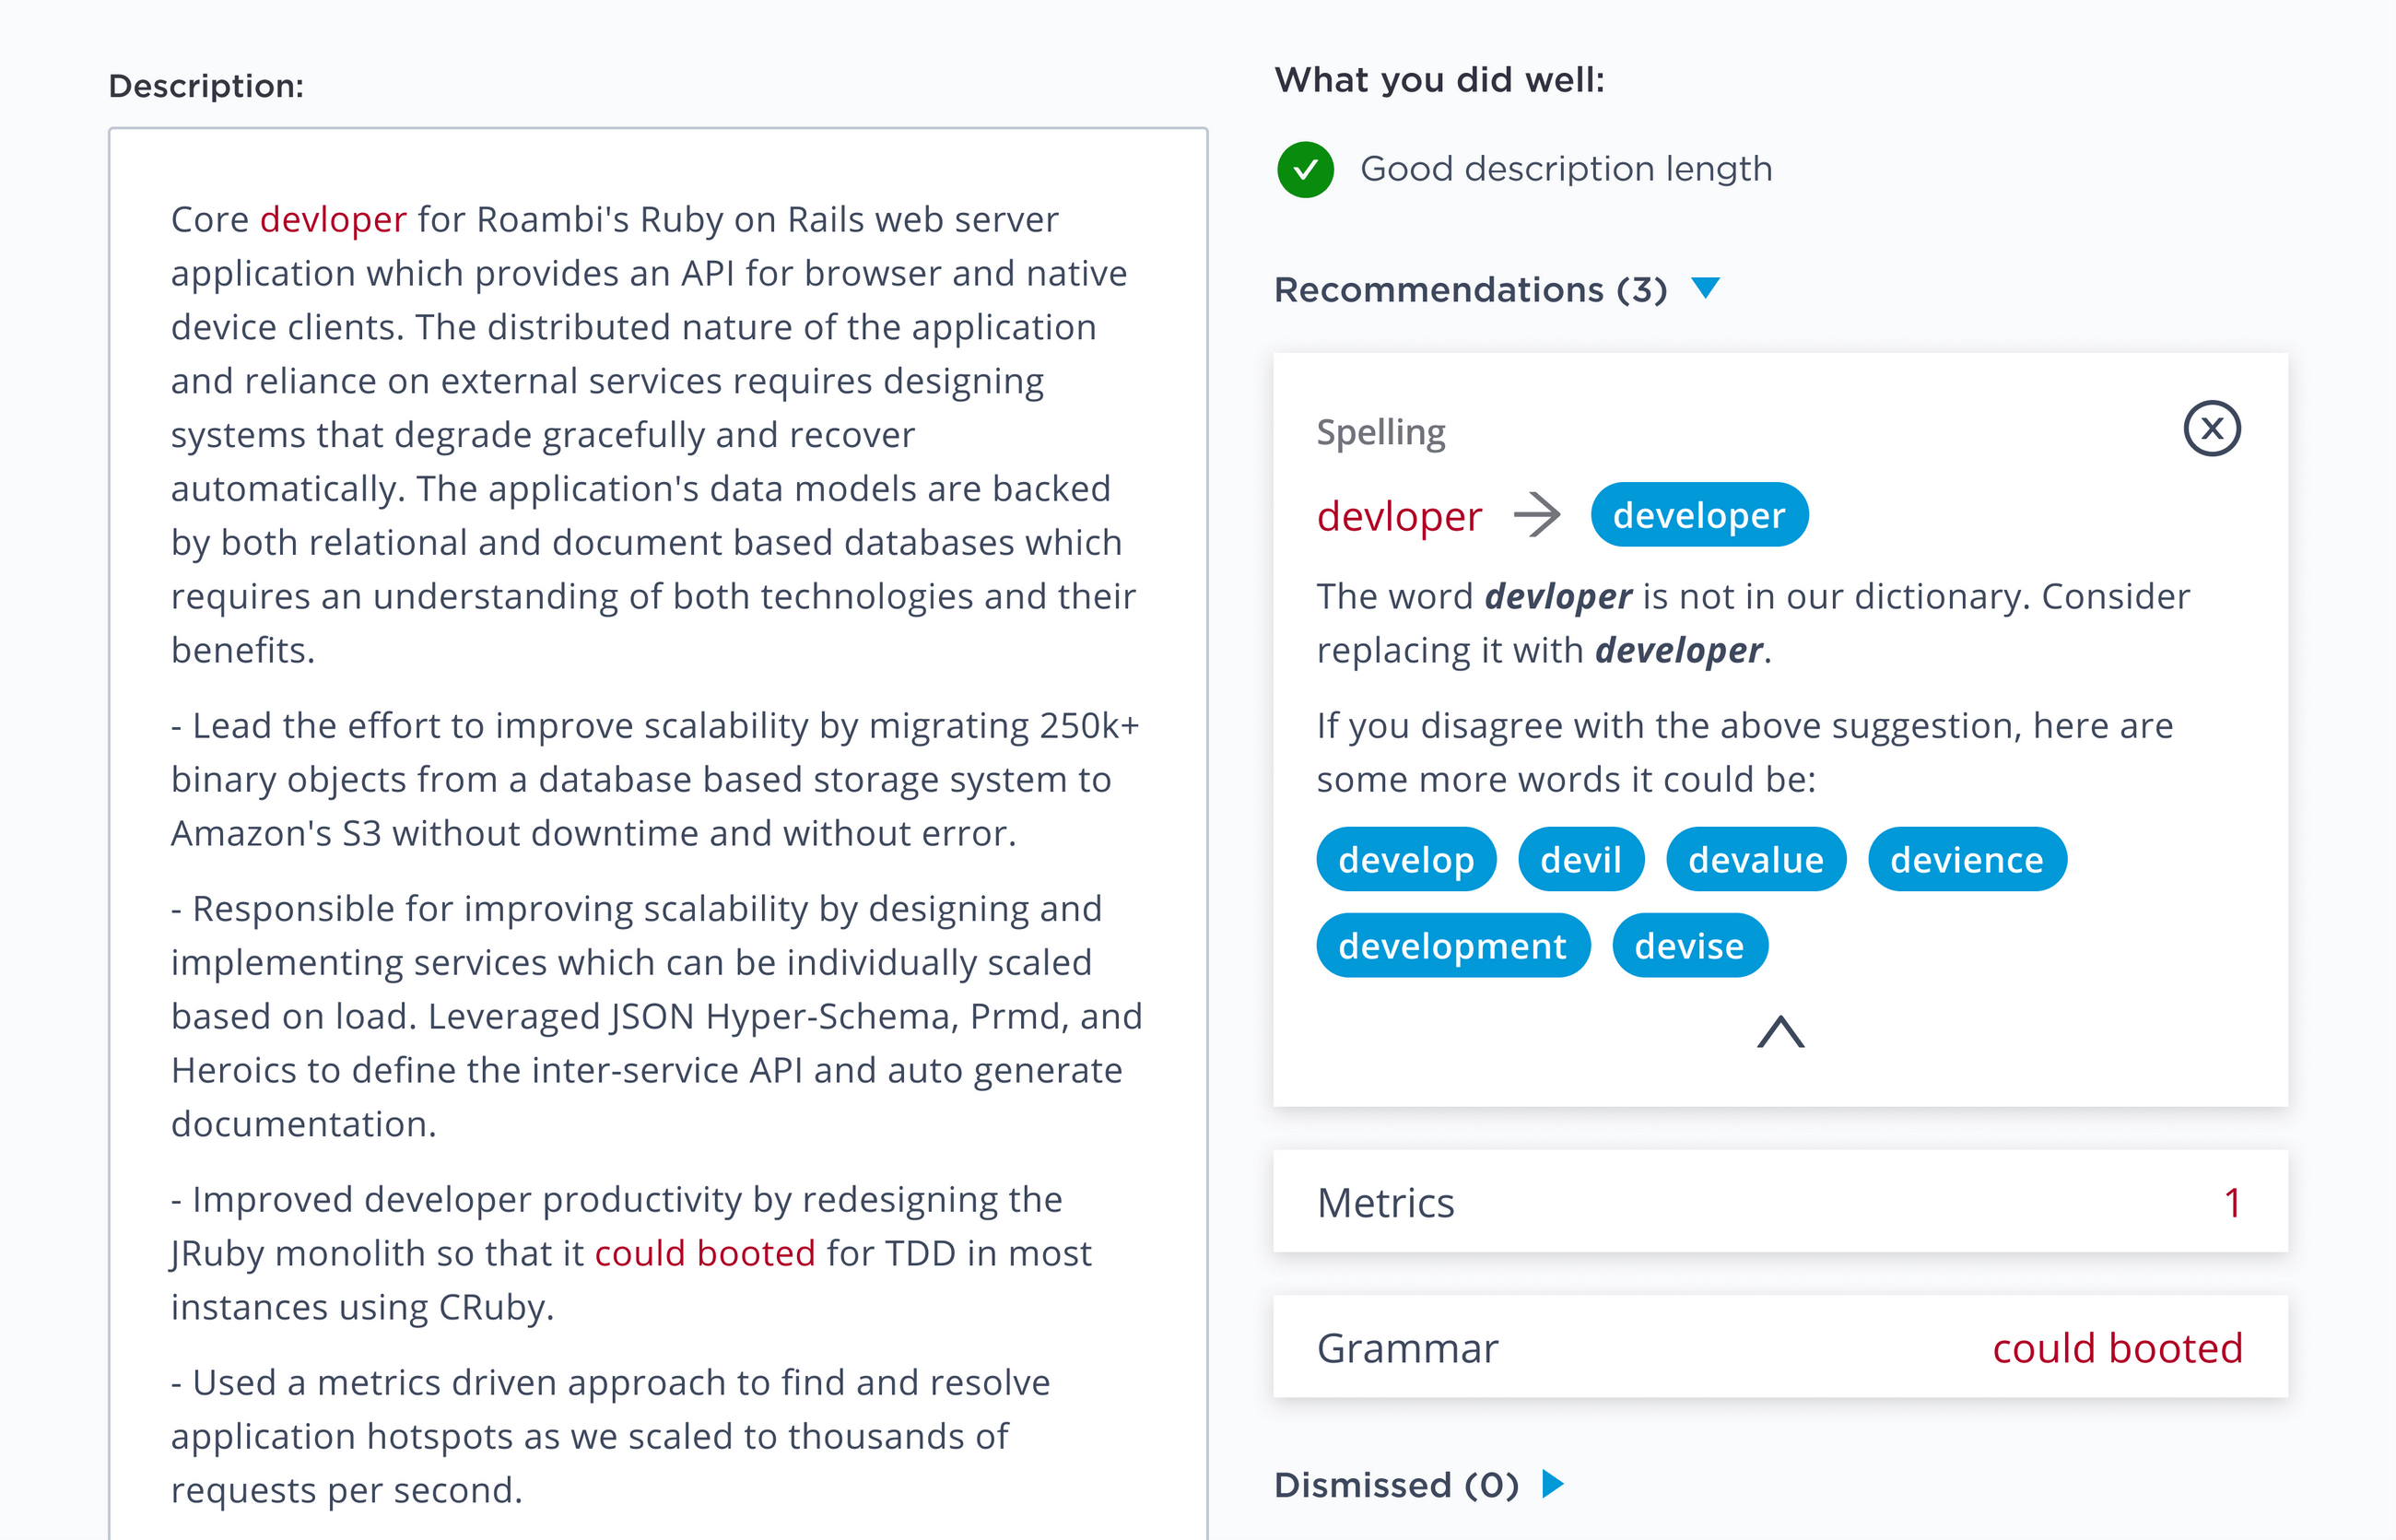 Description:
Core devloper for Roambi's Ruby on Rails web server
application which provides an API for browser and native
device clients. The distributed nature of the application
and reliance on external services requires designing
systems that degrade gracefully and recover
automatically. The application's data models are backed
by both relational and document based databases which
requires an understanding of both technologies and their
benefits.
- Lead the effort to improve scalability by migrating 250k+
binary objects from a database based storage system to
Amazon's S3 without downtime and without error.
- Responsible for improving scalability by designing and
implementing services which can be individually scaled
based on load. Leveraged JSON Hyper-Schema, Prmd, and
Heroics to define the inter-service API and auto generate
documentation.
- Improved developer productivity by redesigning the
JRuby monolith so that it could booted for TDD in most
instances using CRuby.
- Used a metrics driven approach to find and resolve
application hotspots as we scaled to thousands of
requests per second.
What you did well:
Good description length
Recommendations (3)
Spelling
devloper → developer
The word devloper is not in our dictionary. Consider
replacing it with developer.
If you disagree with the above suggestion, here are
some more words it could be:
develop devil devalue devience
development devise
Metrics 1
Grammar could booted
Dismissed (0)